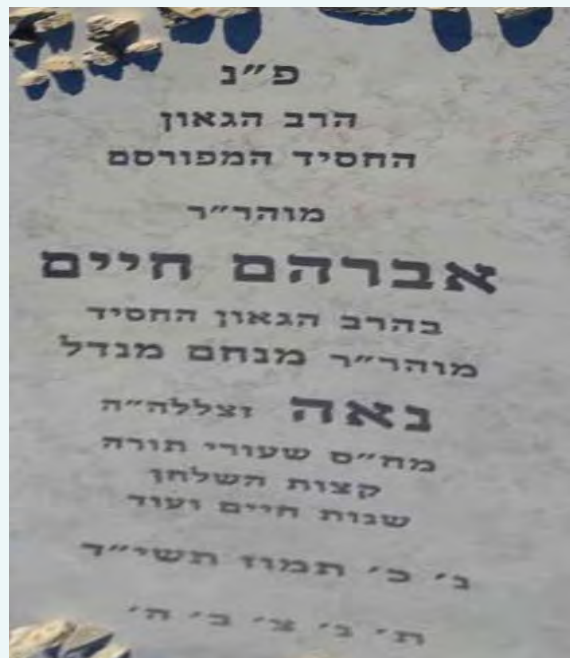 פ״נ
הרב הגאון
החסיד המפורסם
מוהר״ר
אברהם חיים
בהרב הגאון החסיד
מוהר״ר מנחם מנדל
נאה זצללה״ה
מח״ס שעורי תורה
קצות השלחן
שנות חיים ועוד
נ׳ כ׳ תמוז תשי״ד
ת׳ נ׳ צ׳ ב׳ ה׳